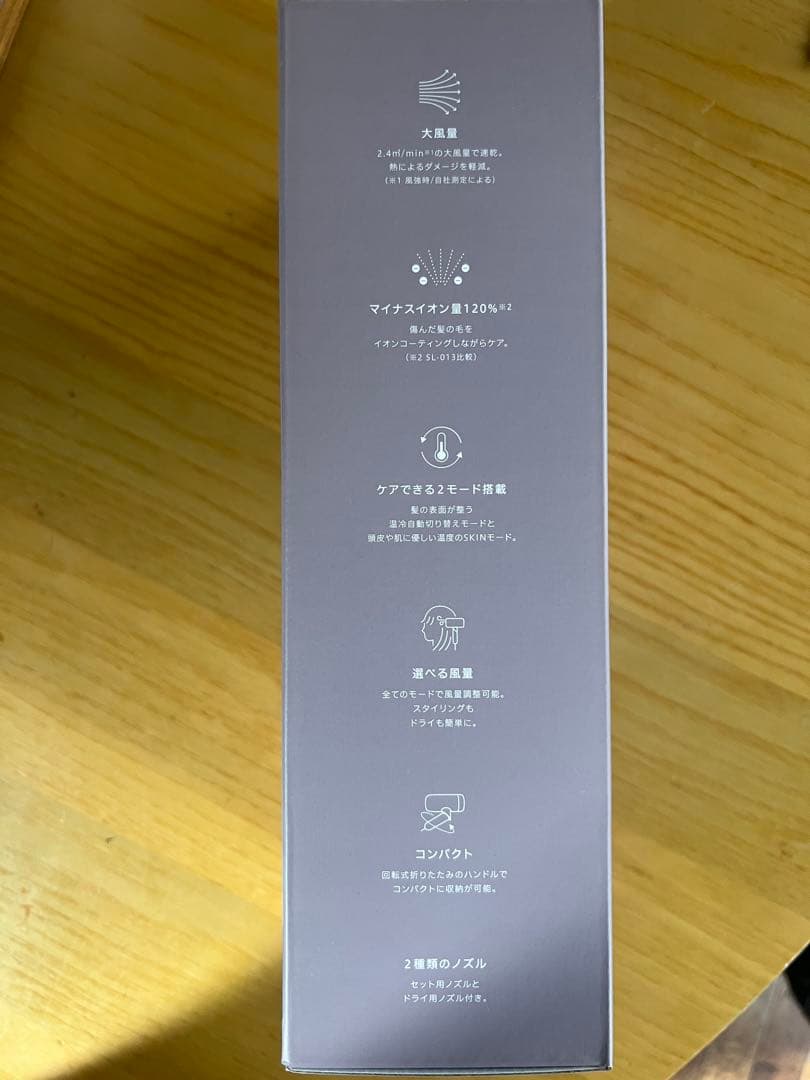 大風量
2.4㎥/min※1の大風量で速乾。
熱によるダメージを軽減。
(※1 風強時/自社測定による)
マイナスイオン量120%※2
傷んだ髪の毛を
イオンコーティングしながらケア。
(※2 SL-013比較)
ケアできる2モード搭載
髪の表面が整う
温冷自動切り替えモードと
頭皮や肌に優しい温度のSKINモード。
選べる風量
全てのモードで風量調整可能。
スタイリングも
ドライも簡単に。
コンパクト
回転式折りたたみのハンドルで
コンパクトに収納が可能。
2種類のノズル
セット用ノズルと
ドライ用ノズル付き。